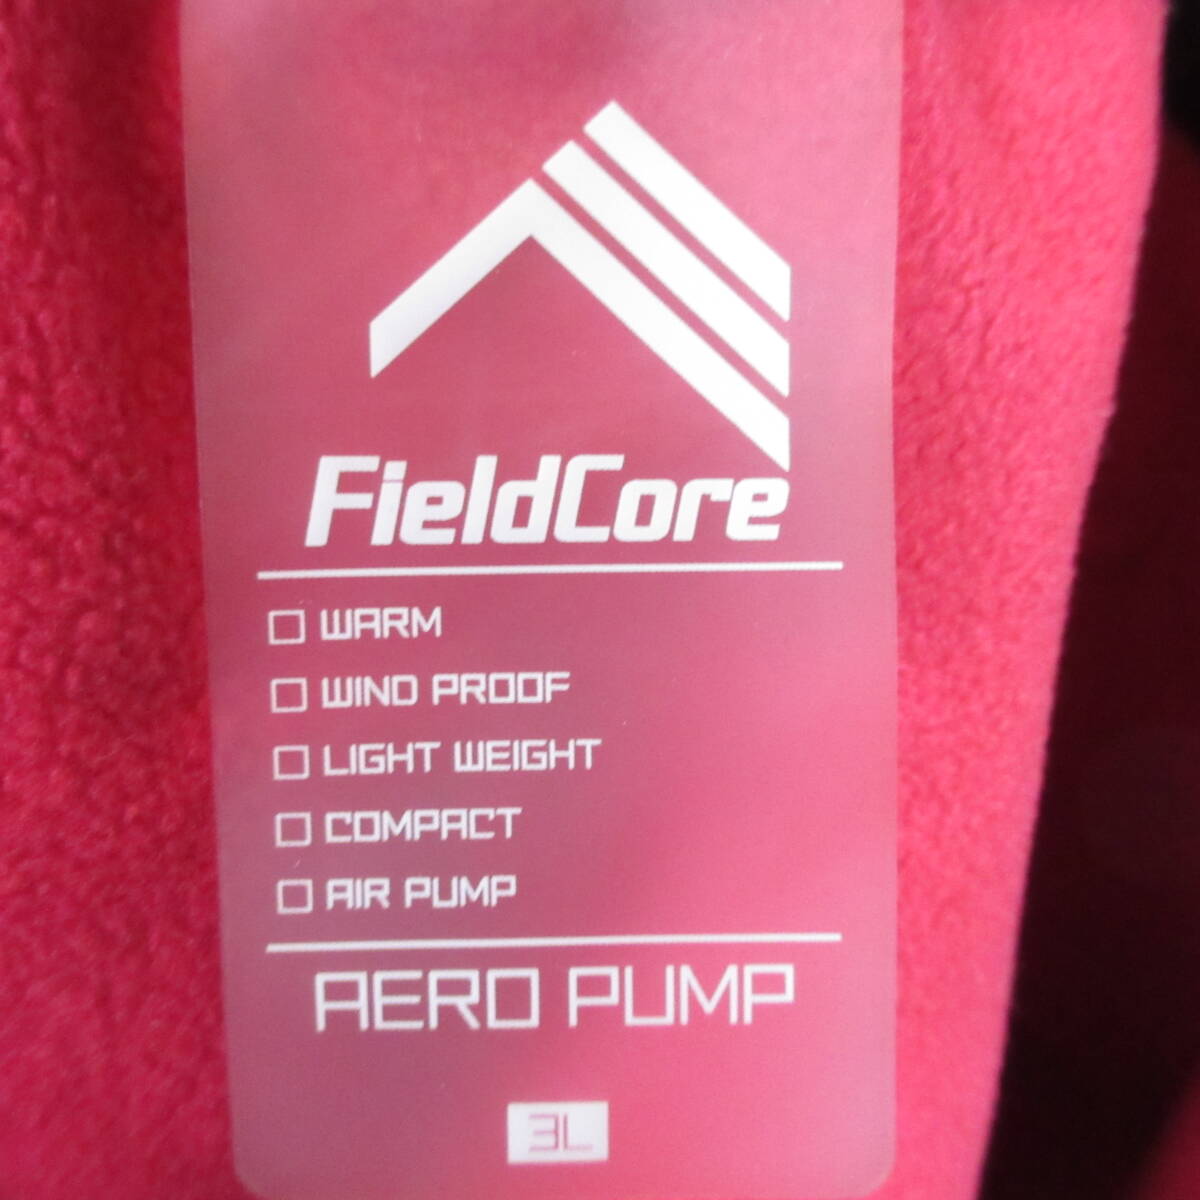 FieldCore
WARM
WIND PROOF
LIGHT WEIGHT
COMPACT
AIR PUMP
AERO PUMP
3L